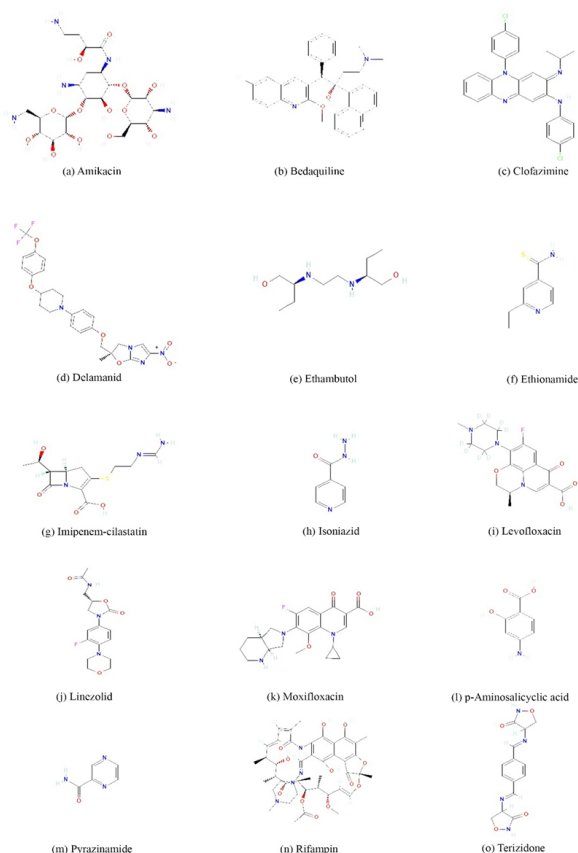 (a) Amikacin
(b) Bedaquiline
(c) Clofazimine
(d) Delamanid
(e) Ethambutol
(f) Ethionamide
(g) Imipenem-cilastatin
(h) Isoniazid
(i) Levofloxacin
(j) Linezolid
(k) Moxifloxacin
(l) p-Aminosalicyclic acid
(m) Pyrazinamide
(n) Rifampin
(o) Terizidone